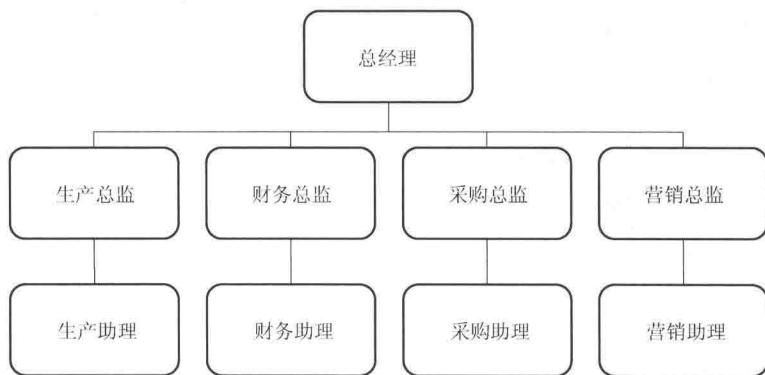 总经理
生产总监
财务总监
采购总监
营销总监
生产助理
财务助理
采购助理
营销助理